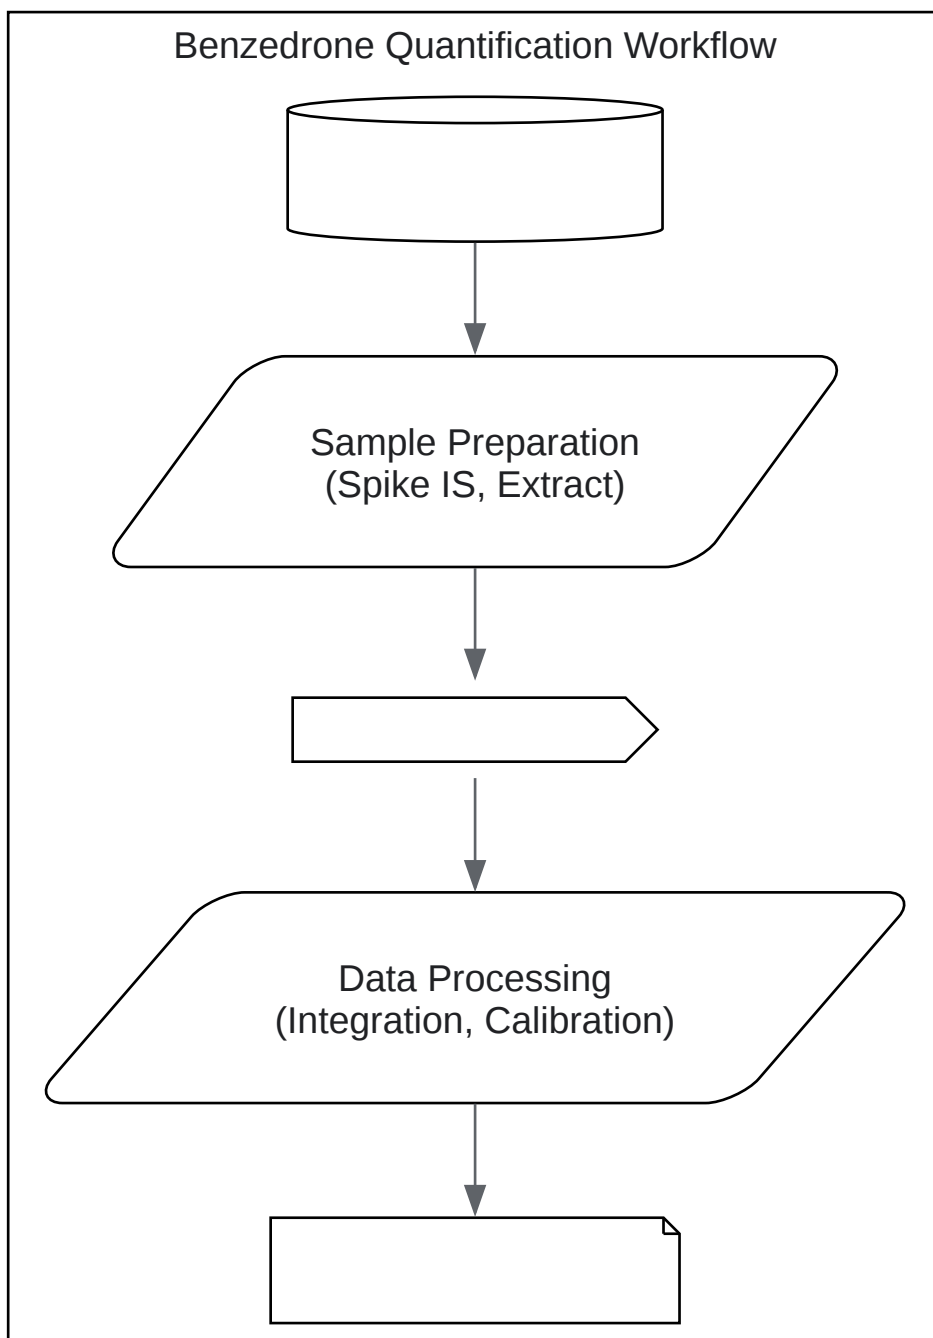 Benzedrone Quantification Workflow
Sample Preparation
(Spike IS, Extract)
Data Processing
(Integration, Calibration)